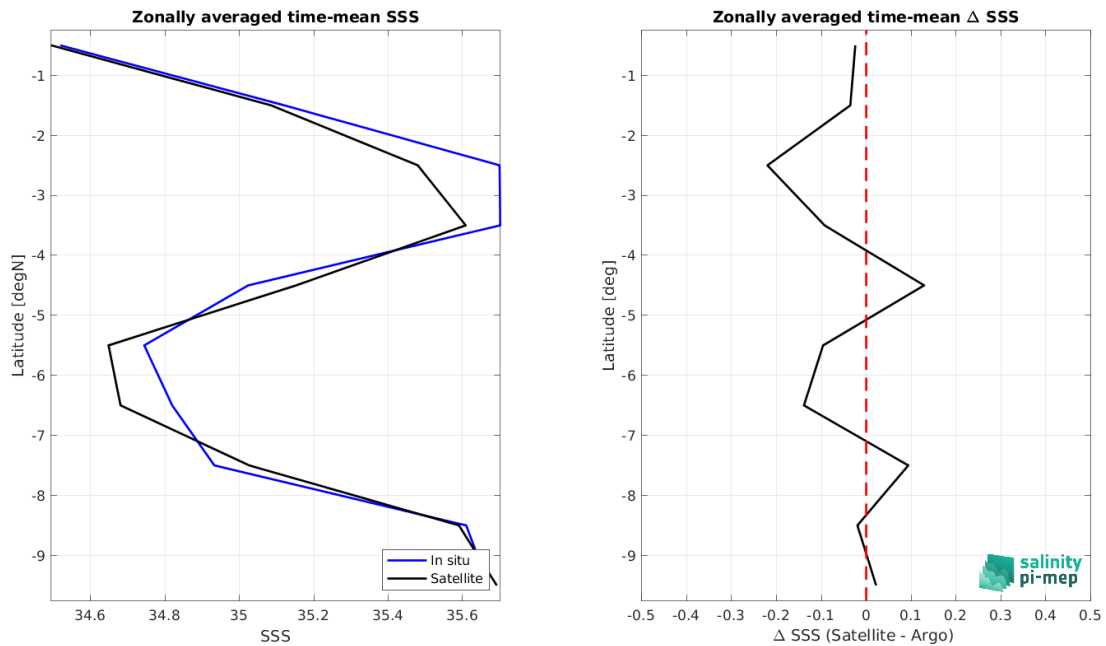 Zonally averaged time-mean SSS
-1
-2
-3
-4
-5
-6
-7
-8
-9
Latitude [degN]
34.6 34.8 35 35.2 35.4 35.6
SSS
In situ
Satellite
Zonally averaged time-mean Δ SSS
-1
-2
-3
-4
-5
-6
-7
-8
-9
Latitude [deg]
-0.5 -0.4 -0.3 -0.2 -0.1 0 0.1 0.2 0.3 0.4 0.5
Δ SSS (Satellite - Argo)
salinity
pi-mep